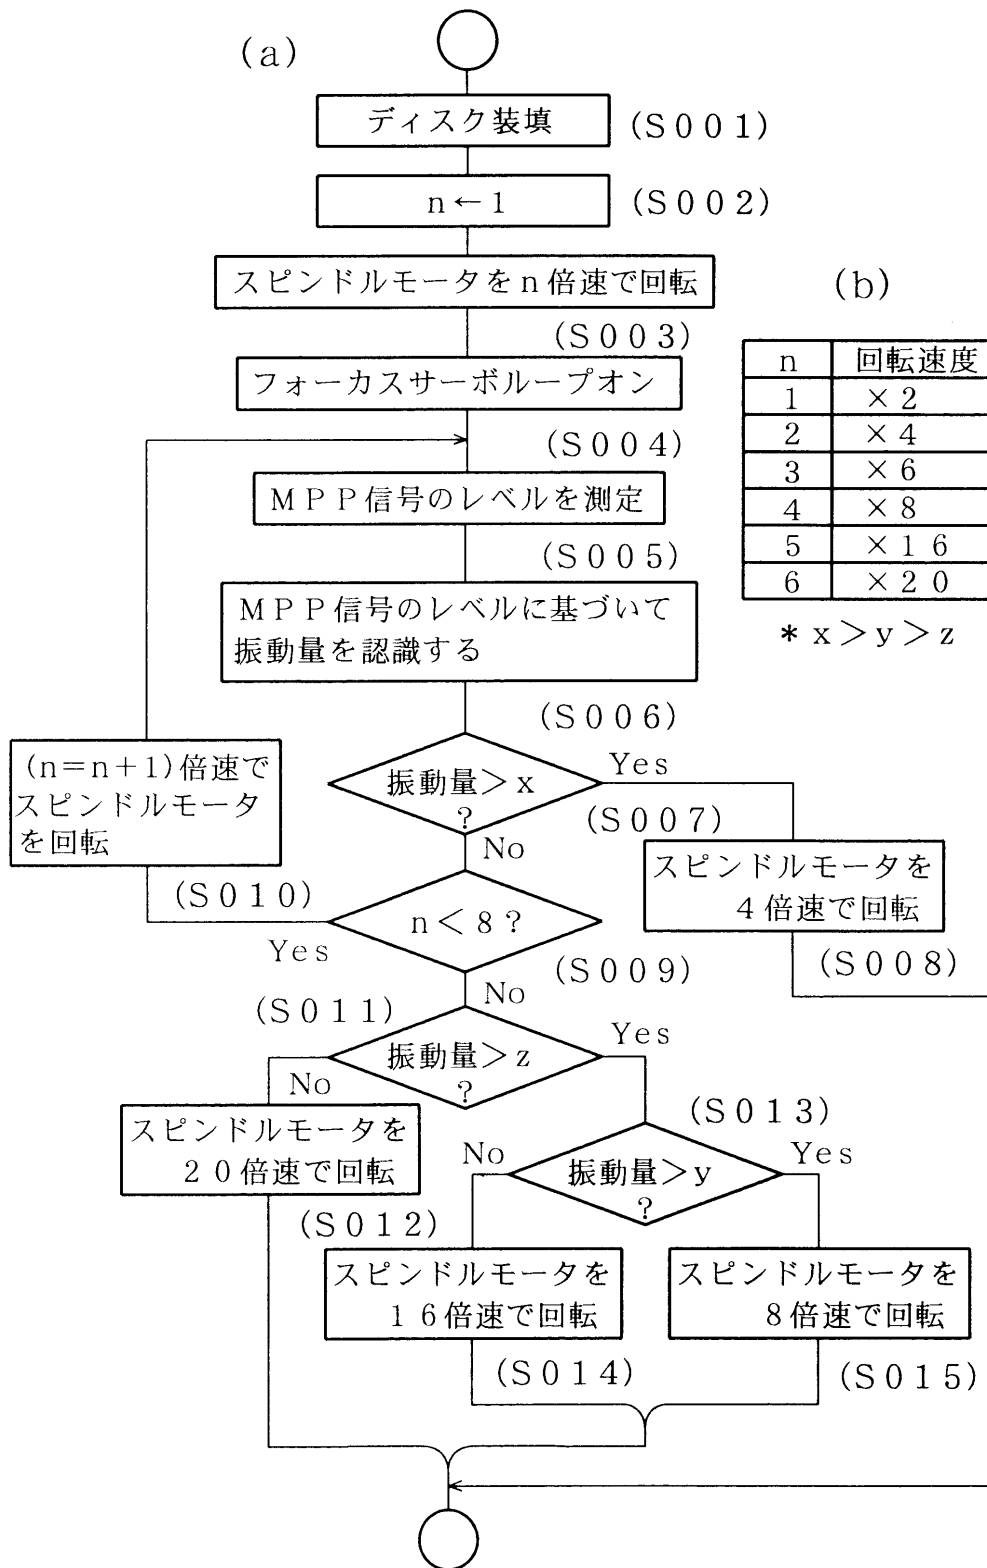 (a)
ディスク装填
(S001)
n←1
(S002)
スピンドルモータをn倍速で回転
(S003)
フォーカスサーボループオン
(S004)
MPP信号のレベルを測定
(S005)
MPP信号のレベルに基づいて
振動量を認識する
(S006)
振動量>x
?
Yes
(S007)
No
スピンドルモータを
4倍速で回転
(S008)
n<8?
(S009)
Yes
(S010)
(n=n+1)倍速で
スピンドルモータ
を回転
No
(S011)
振動量>z
?
Yes
No
スピンドルモータを
20倍速で回転
(S012)
(S013)
振動量>y
?
No
Yes
スピンドルモータを
16倍速で回転
(S014)
スピンドルモータを
8倍速で回転
(S015)
(b)
n 回転速度
1 ×2
2 ×4
3 ×6
4 ×8
5 ×16
6 ×20
*x>y>z